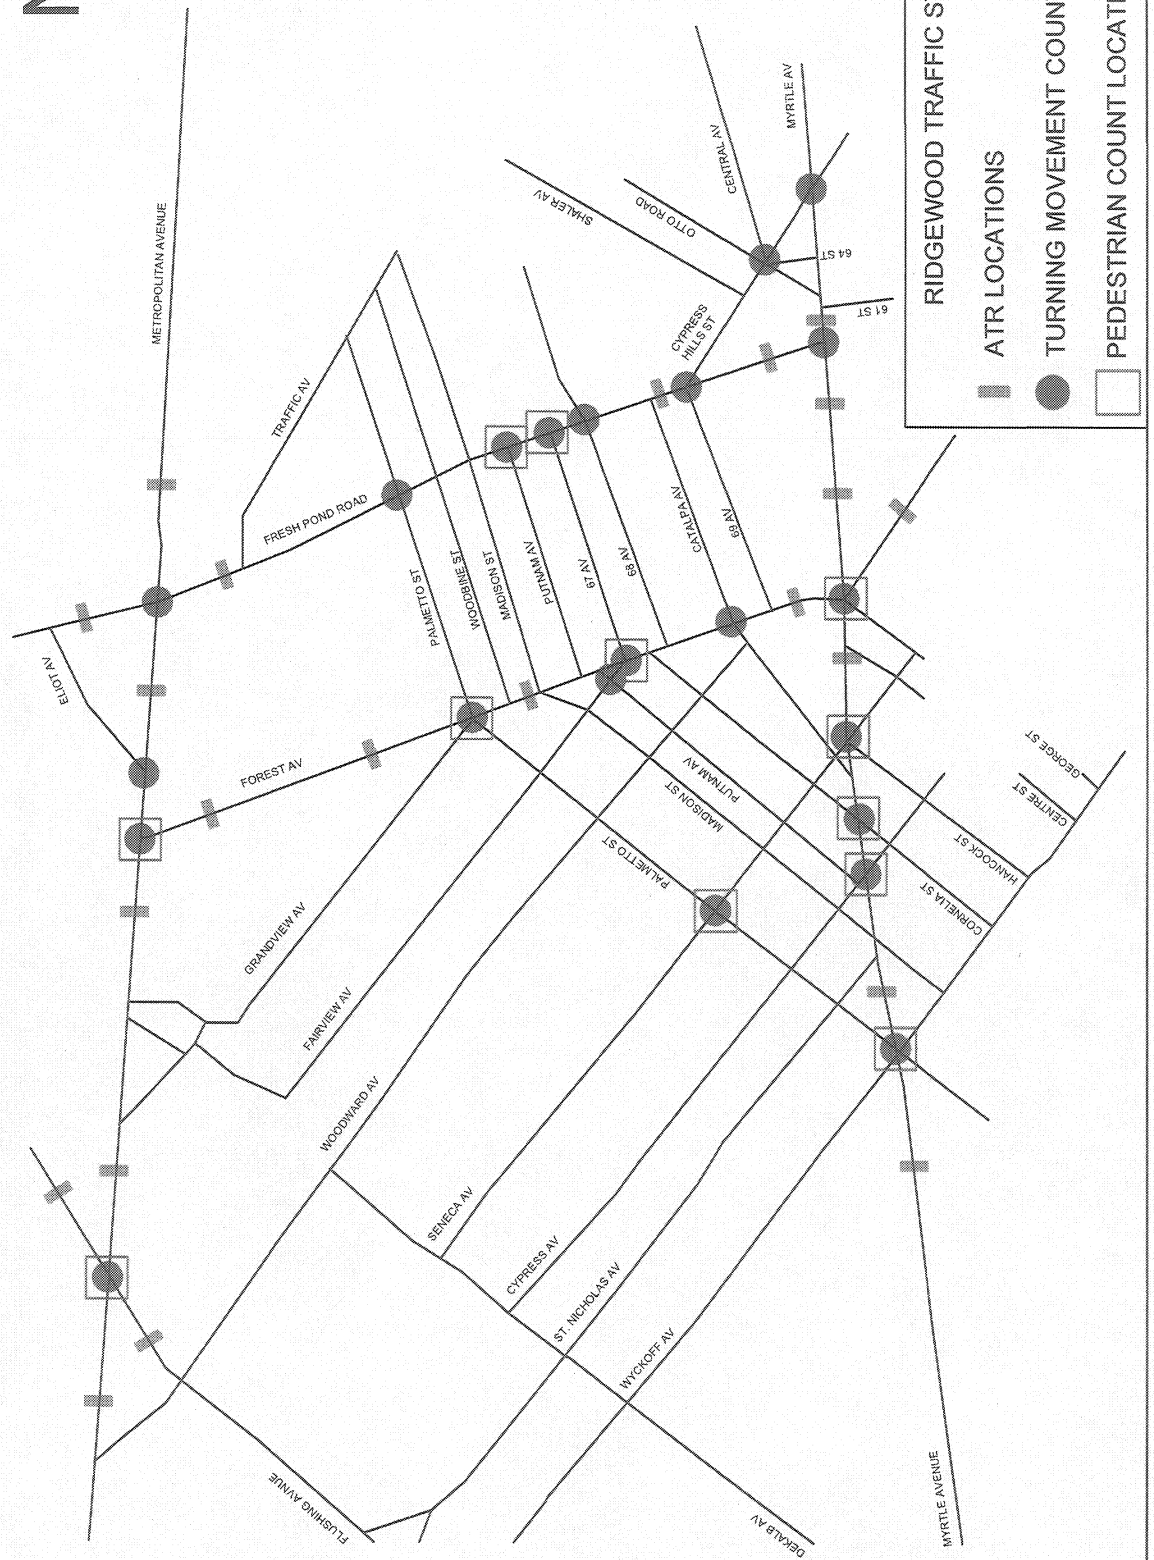 N
METROPOLITAN AVENUE
MYRTLE AV
CENTRAL AV
SHALER AV
OTTO ROAD
64 ST
61 ST
CYPRESS
HILLS ST
TRAFFIC AV
FRESH POND ROAD
ELIOT AV
FOREST AV
PALMETTO ST
WOODBINE ST
MADISON ST
PUTNAM AV
67 AV
68 AV
CATALPA AV
69 AV
GRANDVIEW AV
FAIRVIEW AV
WOODWARD AV
PALMETTO ST
MADISON ST
PUTNAM AV
GEORGE ST
CENTRE ST
HANCOCK ST
CORNELIA ST
SENECA AV
CYPRESS AV
ST. NICHOLAS AV
WYCKOFF AV
FLUSHING AVNUE
DEKALB AV
MYRTLE AVENUE
RIDGEWOOD TRAFFIC S
ATR LOCATIONS
TURNING MOVEMENT COUN
PEDESTRIAN COUNT LOCAT